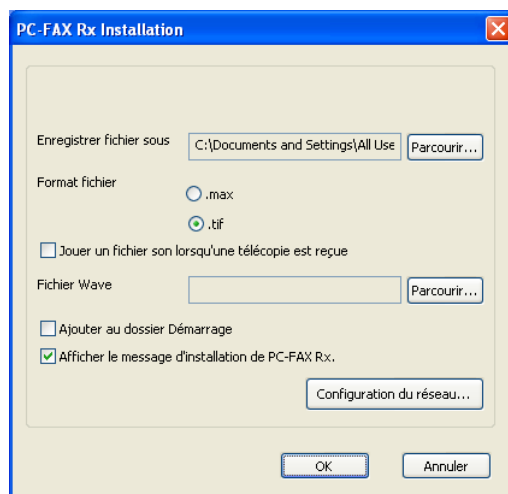 PC-FAX Rx Installation
Enregistrer fichier sous C:\Documents and Settings\All Use Parcourir...
Format fichier
.max
.tif
Jouer un fichier son lorsqu'une télécopie est reçue
Fichier Wave Parcourir...
Ajouter au dossier Démarrage
Afficher le message d'installation de PC-FAX Rx.
Configuration du réseau...
OK Annuler